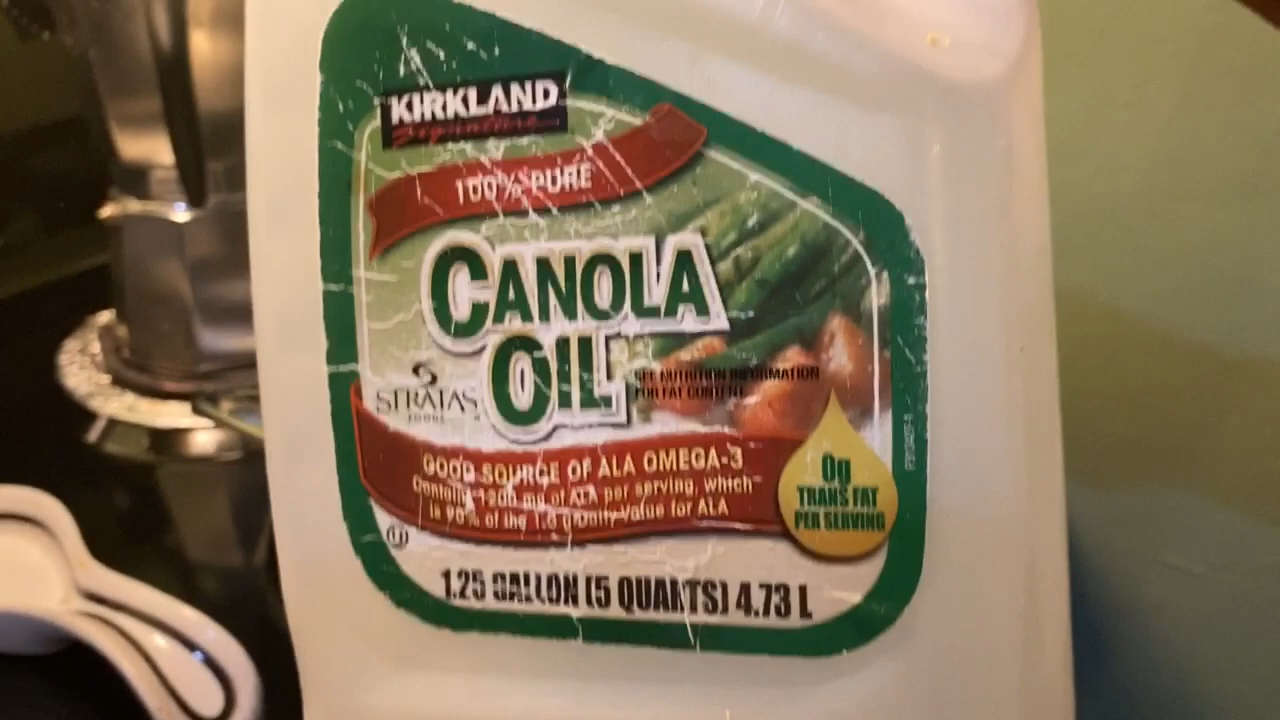 KIRKLAND
Signature
100% PURE
CANOLA
OIL
STRATAS
FOODS
SEE NUTRITION INFORMATION
FOR FAT CONTENT
GOOD SOURCE OF ALA OMEGA-3
Contains 1200 mg of ALA per serving, which
is 90% of the 1.6 g Daily Value for ALA
0g
TRANS FAT
PER SERVING
U
1.25 GALLON (5 QUARTS) 4.73 L